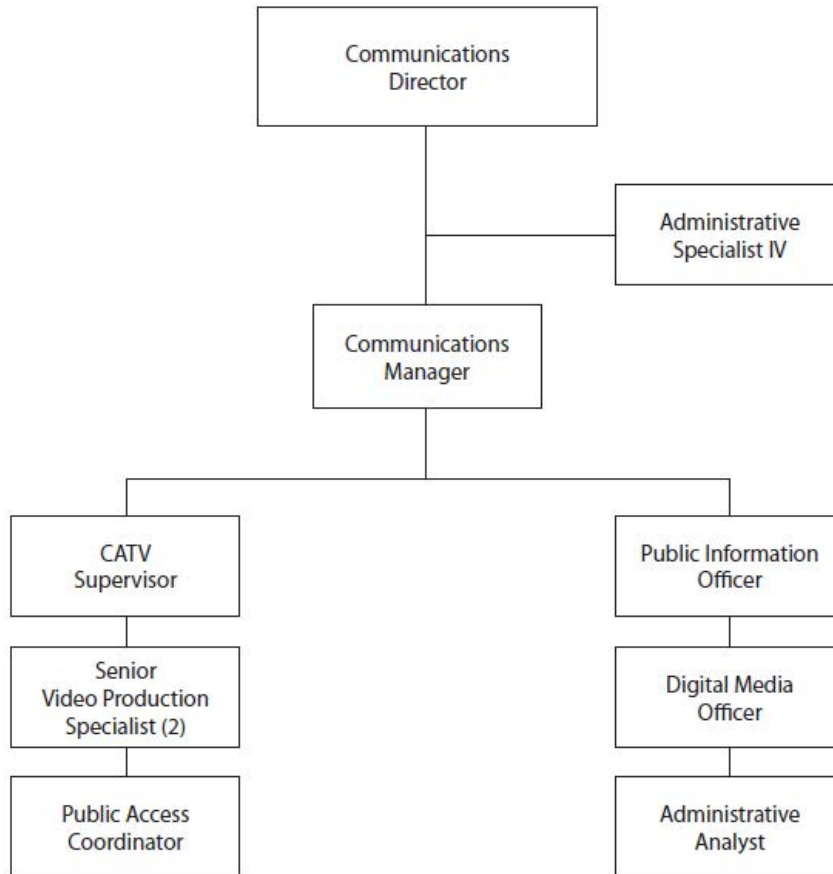 Communications
Director
Administrative
Specialist IV
Communications
Manager
CATV
Supervisor
Public Information
Officer
Senior
Video Production
Specialist (2)
Digital Media
Officer
Public Access
Coordinator
Administrative
Analyst